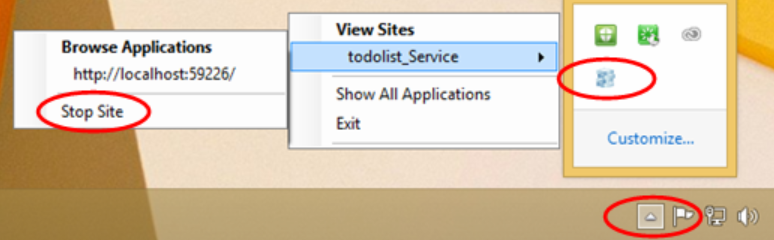 Browse Applications
http://localhost:59226/
Stop Site
View Sites
todolist_Service
Show All Applications
Exit
Customize...